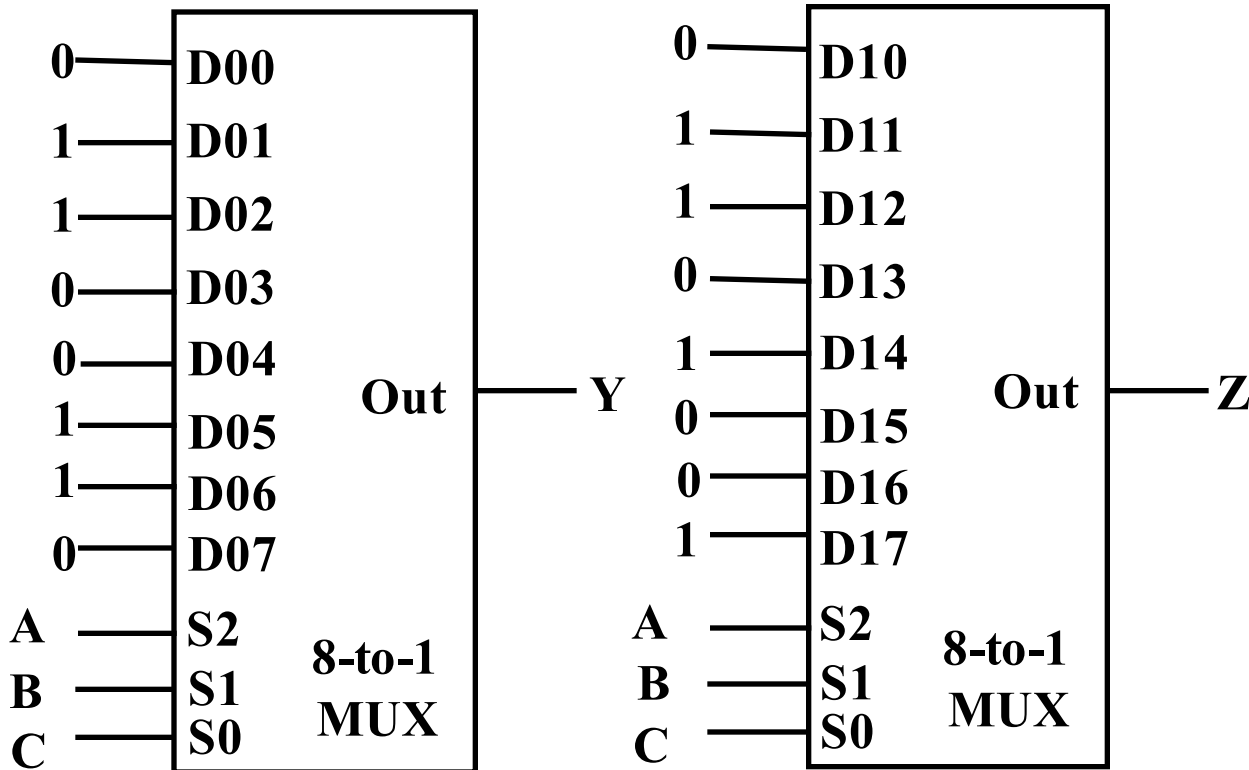 0 D00
1 D01
1 D02
0 D03
0 D04
1 D05
1 D06
0 D07
Out Y
A S2
B S1
C S0
8-to-1
MUX
0 D10
1 D11
1 D12
0 D13
1 D14
0 D15
0 D16
1 D17
Out Z
A S2
B S1
C S0
8-to-1
MUX